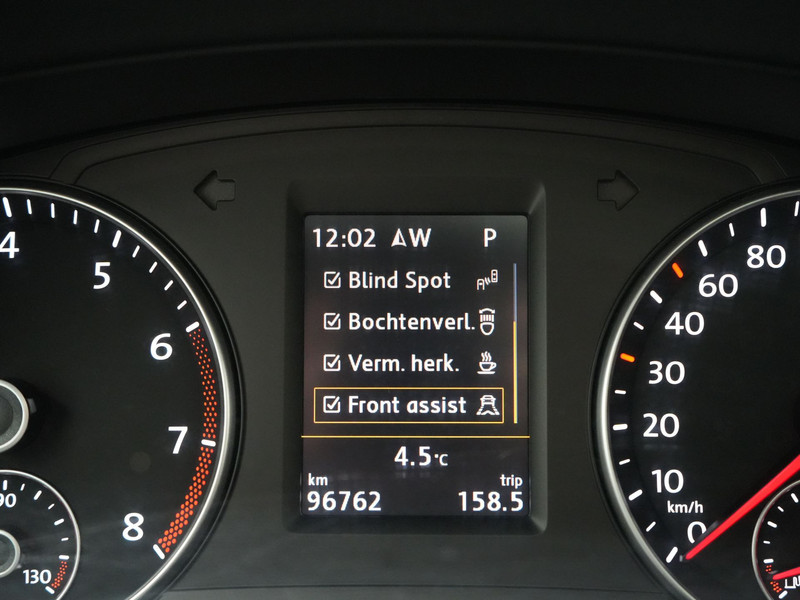 12:02 W P
Blind Spot
Bochtenverl.
Verm. herk.
Front assist
4.5°C
km trip
96762 158.5
4
5
6
7
8
90
130
80
60
40
30
20
10
km/h
0